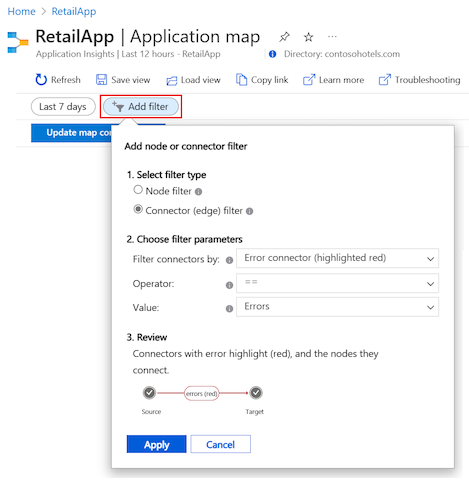 Home > RetailApp
RetailApp | Application map
Application Insights | Last 12 hours - RetailApp
Directory: contosohotels.com
Refresh
Save view
Load view
Copy link
Learn more
Troubleshooting
Last 7 days
Add filter
Update map co
Add node or connector filter
1. Select filter type
Node filter
Connector (edge) filter
2. Choose filter parameters
Filter connectors by:
Error connector (highlighted red)
Operator:
==
Value:
Errors
3. Review
Connectors with error highlight (red), and the nodes they
connect.
errors (red)
Source
Target
Apply
Cancel